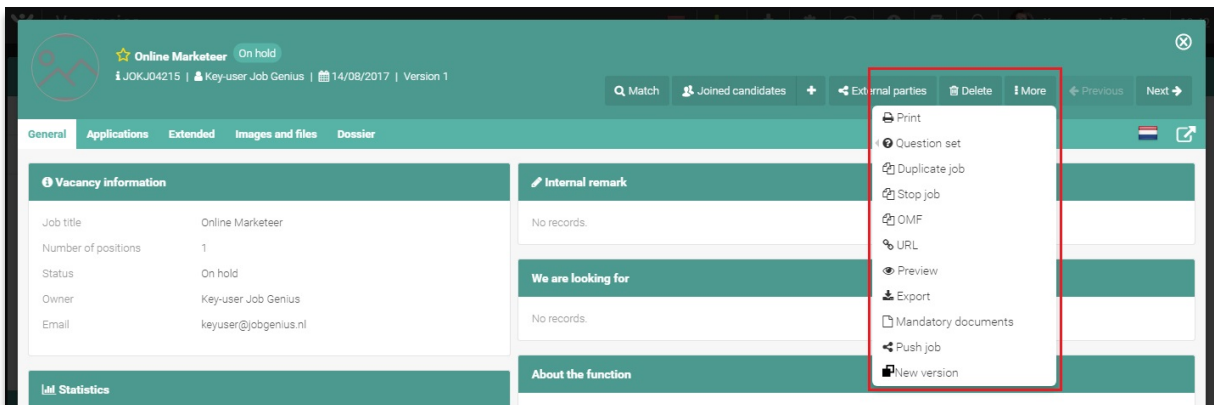 Online Marketeer On hold
JOKJ04215 | Key-user Job Genius | 14/08/2017 | Version 1
Match Joined candidates + External parties Delete More Previous Next
General Applications Extended Images and files Dossier
Print
Question set
Duplicate job
Stop job
OMF
URL
Preview
Export
Mandatory documents
Push job
New version
Vacancy information
Job title Online Marketeer
Number of positions 1
Status On hold
Owner Key-user Job Genius
Email keyuser@jobgenius.nl
Statistics
Internal remark
No records.
We are looking for
No records.
About the function